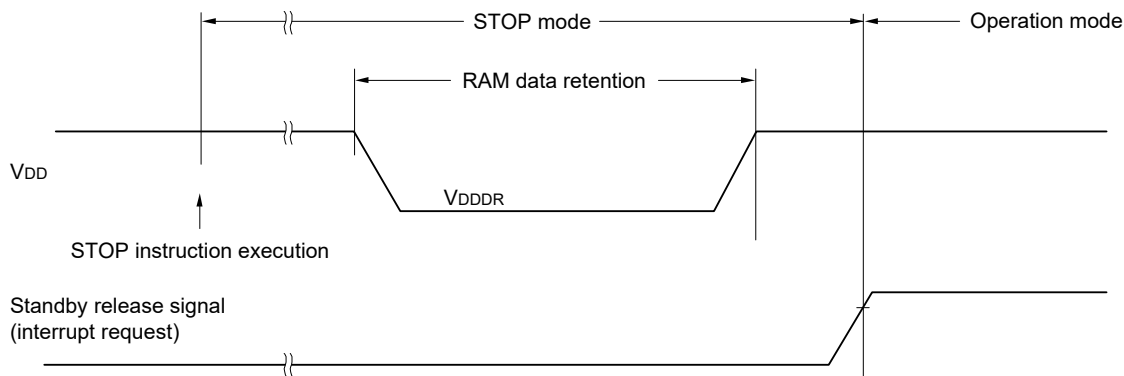 STOP mode
Operation mode
RAM data retention
VDD
VDDDR
STOP instruction execution
Standby release signal
(interrupt request)